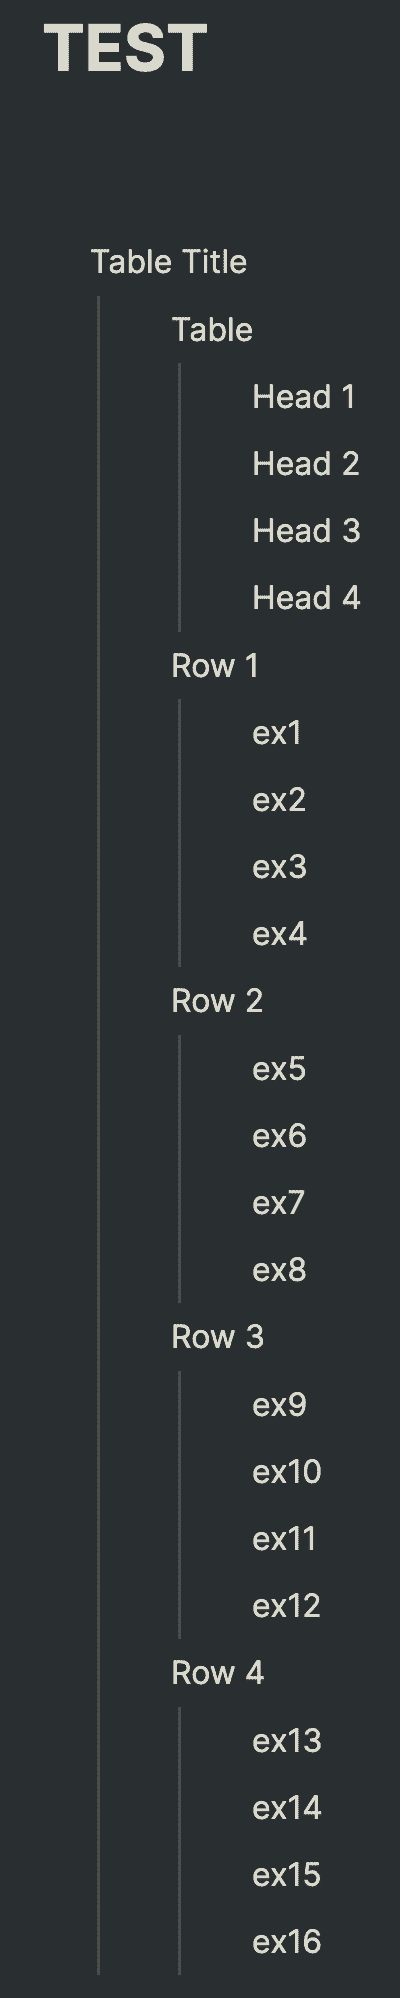 TEST
Table Title
Table
Head 1
Head 2
Head 3
Head 4
Row 1
ex1
ex2
ex3
ex4
Row 2
ex5
ex6
ex7
ex8
Row 3
ex9
ex10
ex11
ex12
Row 4
ex13
ex14
ex15
ex16